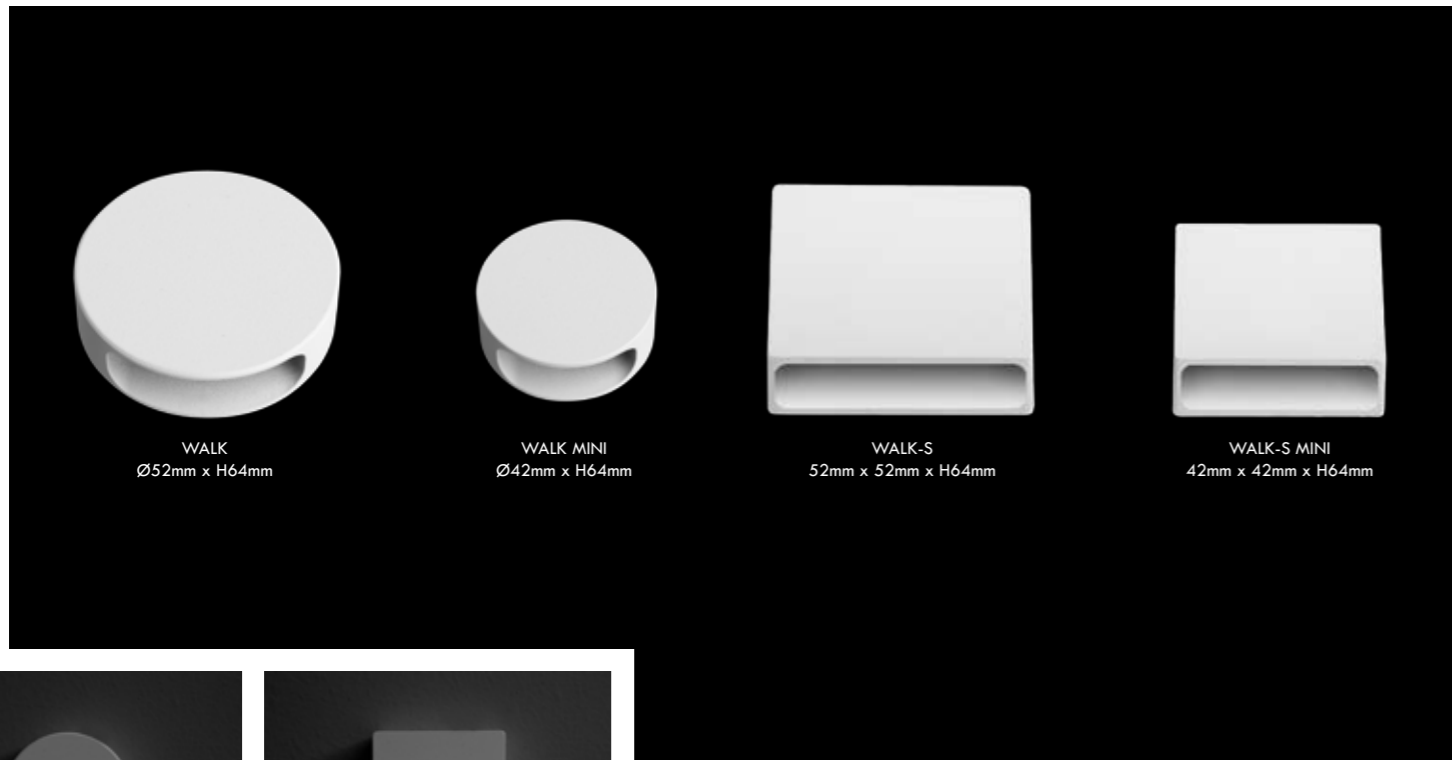 WALK
Ø52mm x H64mm
WALK MINI
Ø42mm x H64mm
WALK-S
52mm x 52mm x H64mm
WALK-S MINI
42mm x 42mm x H64mm